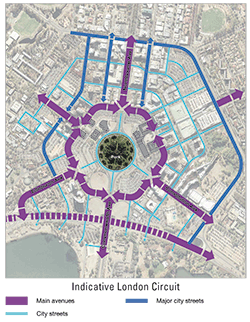 Indicative London Circuit
Main avenues
Major city streets
City streets